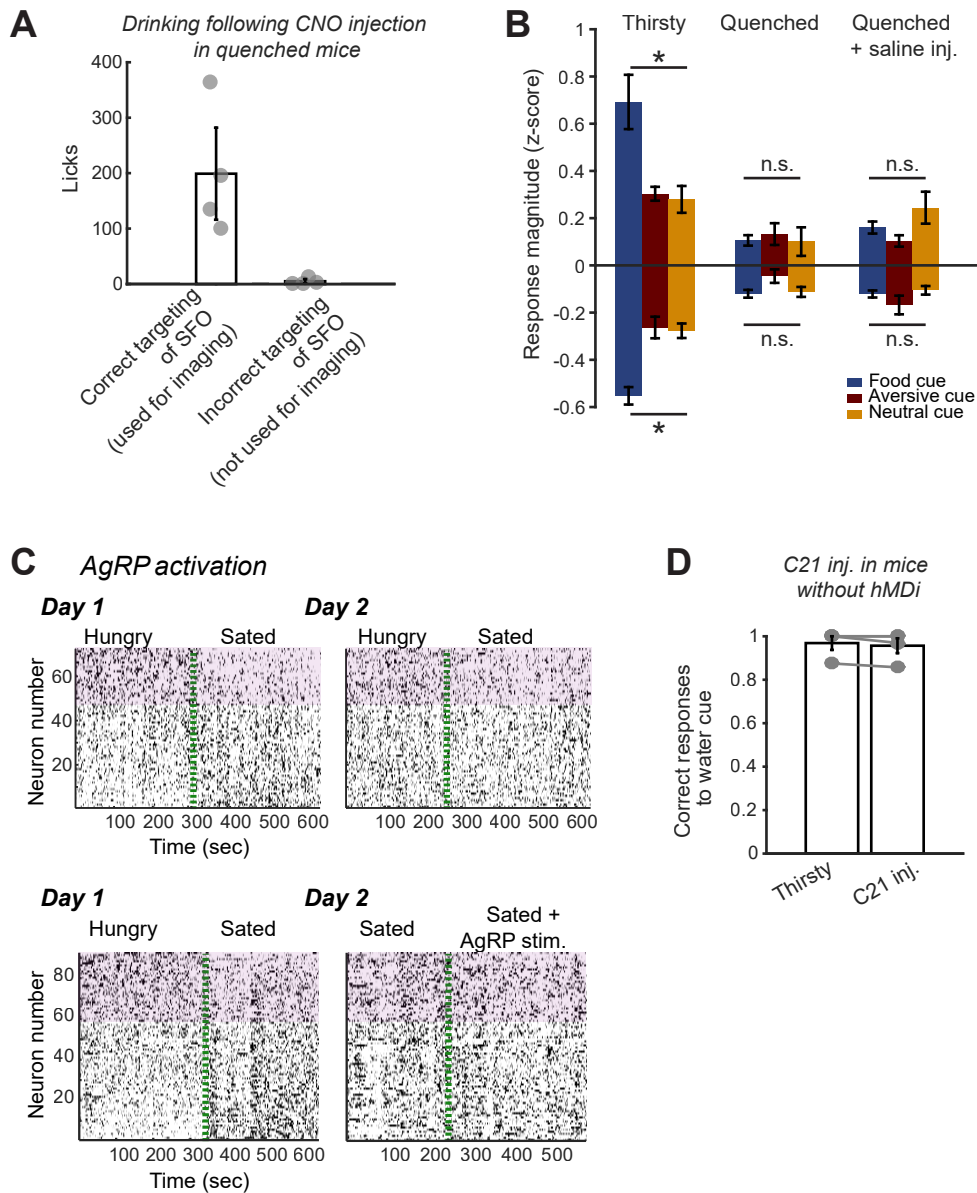 A
Drinking following CNO injection
in quenched mice
400
300
200
100
0
Licks
Correct targeting
of SFO
(used for imaging)
Incorrect targeting
of SFO
(not used for imaging)
B
Thirsty
Quenched
Quenched
+ saline inj.
1
0.8
0.6
0.4
0.2
0
-0.2
-0.4
-0.6
Response magnitude (z-score)
*
n.s.
n.s.
*
n.s.
n.s.
Food cue
Aversive cue
Neutral cue
C
AgRP activation
Day 1
Hungry
Sated
60
40
20
Neuron number
100 200 300 400 500 600
Time (sec)
Day 2
Hungry
Sated
100 200 300 400 500 600
Day 1
Hungry
Sated
80
60
40
20
Neuron number
100 200 300 400 500 600
Time (sec)
Day 2
Sated
Sated +
AgRP stim.
100 200 300 400 500
D
C21 inj. in mice
without hMDi
1
0.8
0.6
0.4
0.2
0
Correct responses
to water cue
Thirsty
C21 inj.